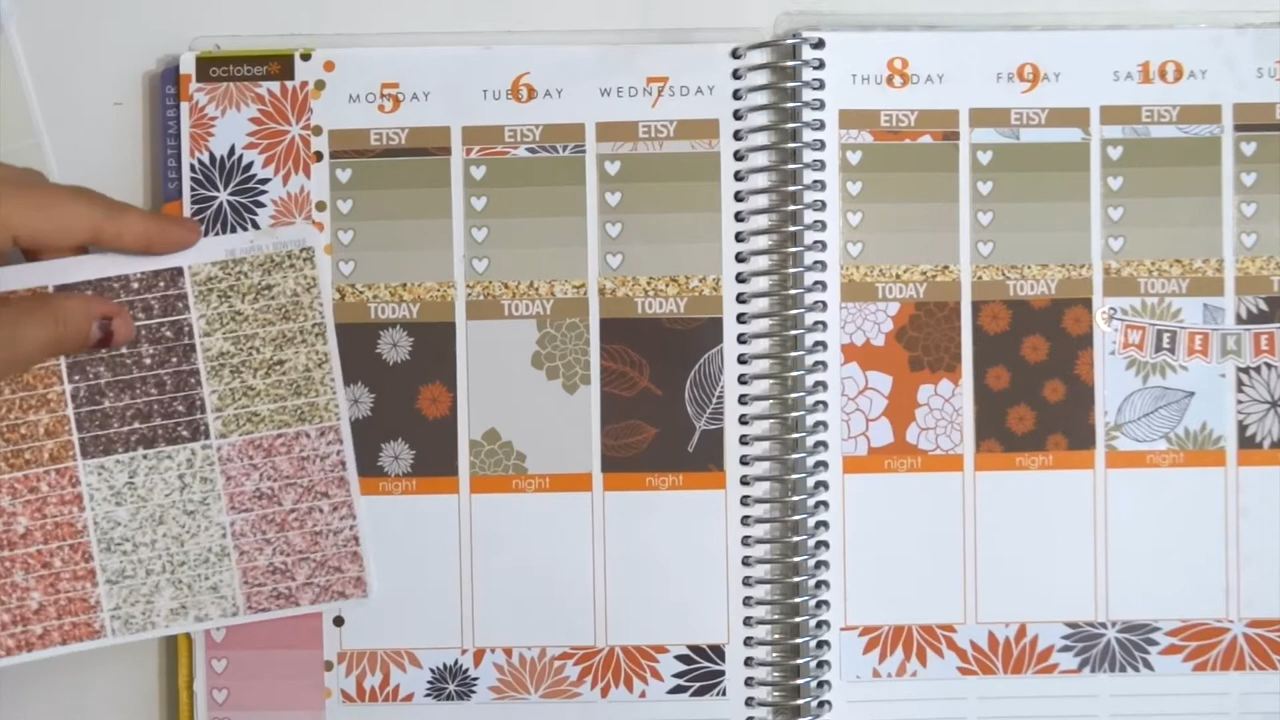 october
SEPTEMBER
5 6 7 8 9 10
MONDAY TUESDAY WEDNESDAY THURSDAY FRIDAY SATURDAY SU
ETSY ETSY ETSY ETSY ETSY ETSY
TODAY TODAY TODAY TODAY TODAY TODAY T
WEEKE
night night night night night night